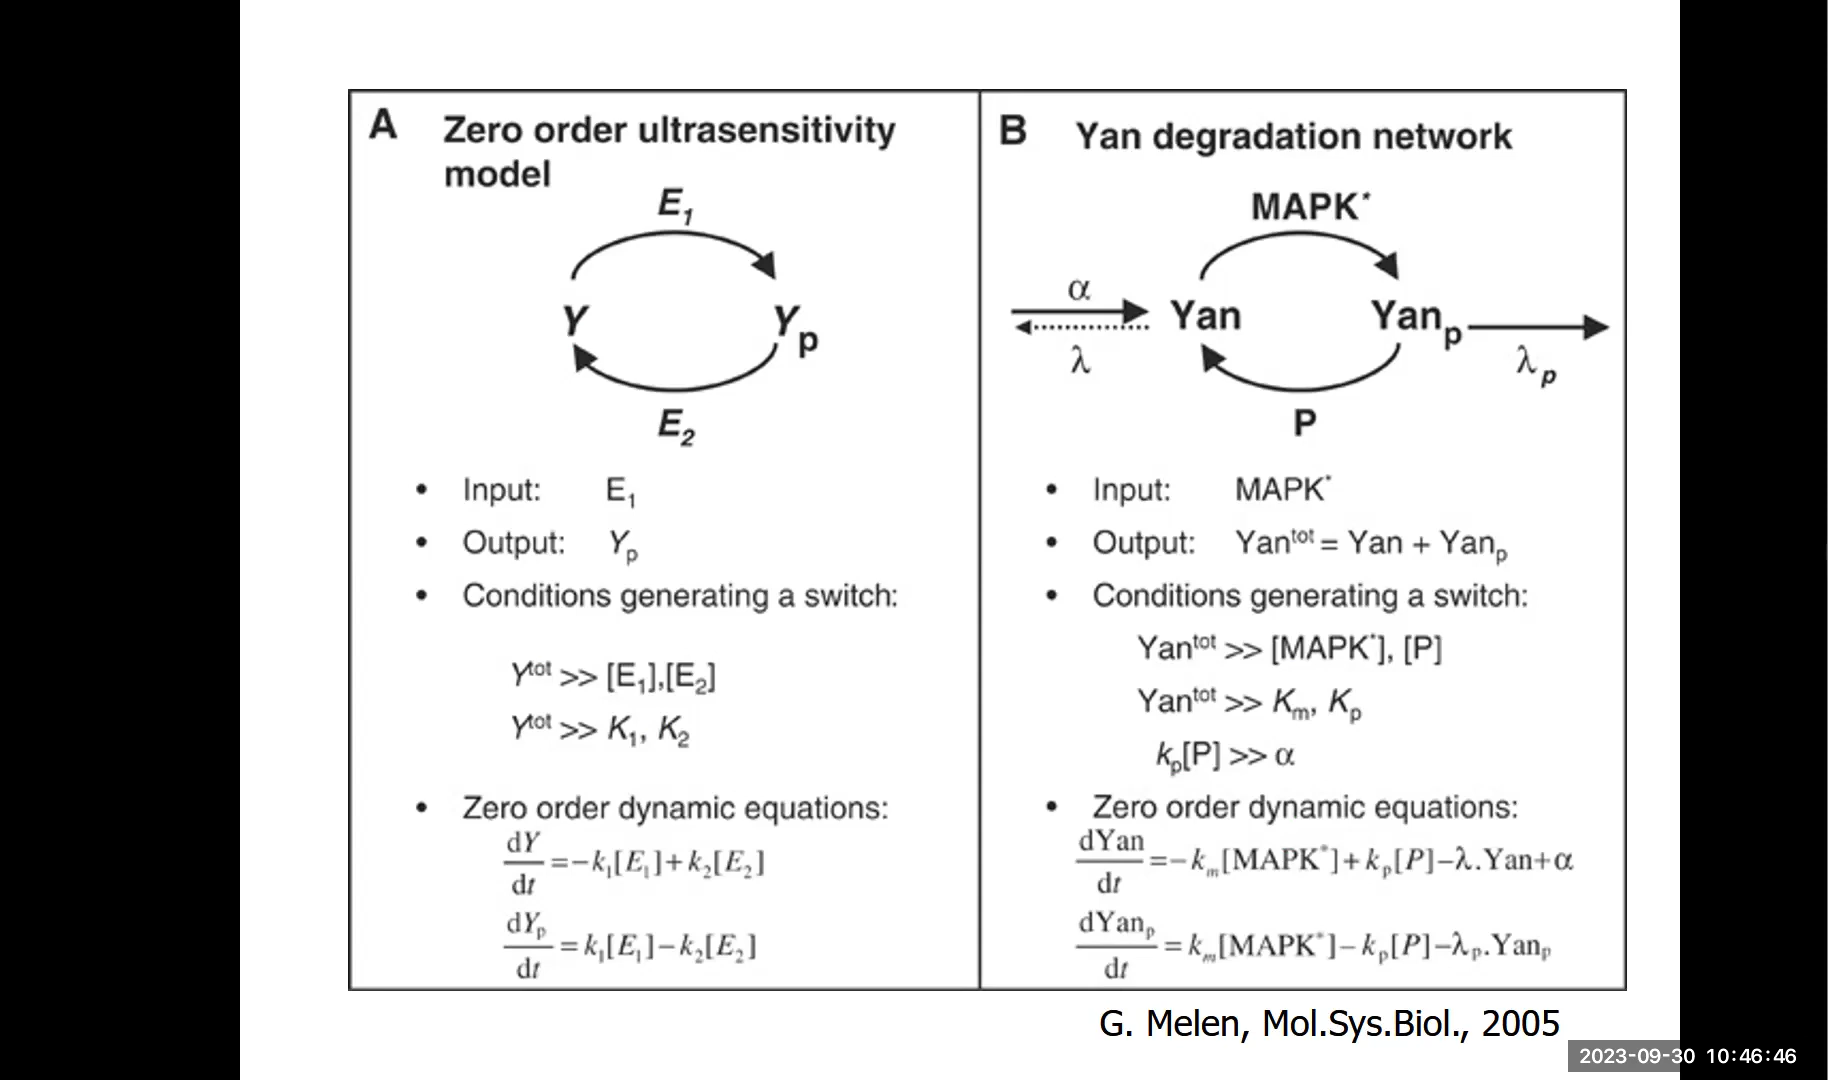 A Zero order ultrasensitivity
model
E1
Y Yp
E2
• Input: E1
• Output: Yp
• Conditions generating a switch:
Ytot >> [E1],[E2]
Ytot >> K1, K2
• Zero order dynamic equations:
dY/dt =−k1[E1]+k2[E2]
dYp/dt = k1[E1]−k2[E2]
B Yan degradation network
MAPK*
α
Yan Yanp
λ λp
P
• Input: MAPK*
• Output: Yantot = Yan + Yanp
• Conditions generating a switch:
Yantot >> [MAPK*], [P]
Yantot >> Km, Kp
kp[P] >> α
• Zero order dynamic equations:
dYan/dt =−km[MAPK*]+kp[P]−λ.Yan+α
dYanp/dt = km[MAPK*]−kp[P]−λp.Yanp
G. Melen, Mol.Sys.Biol., 2005
2023-09-30 10:46:46